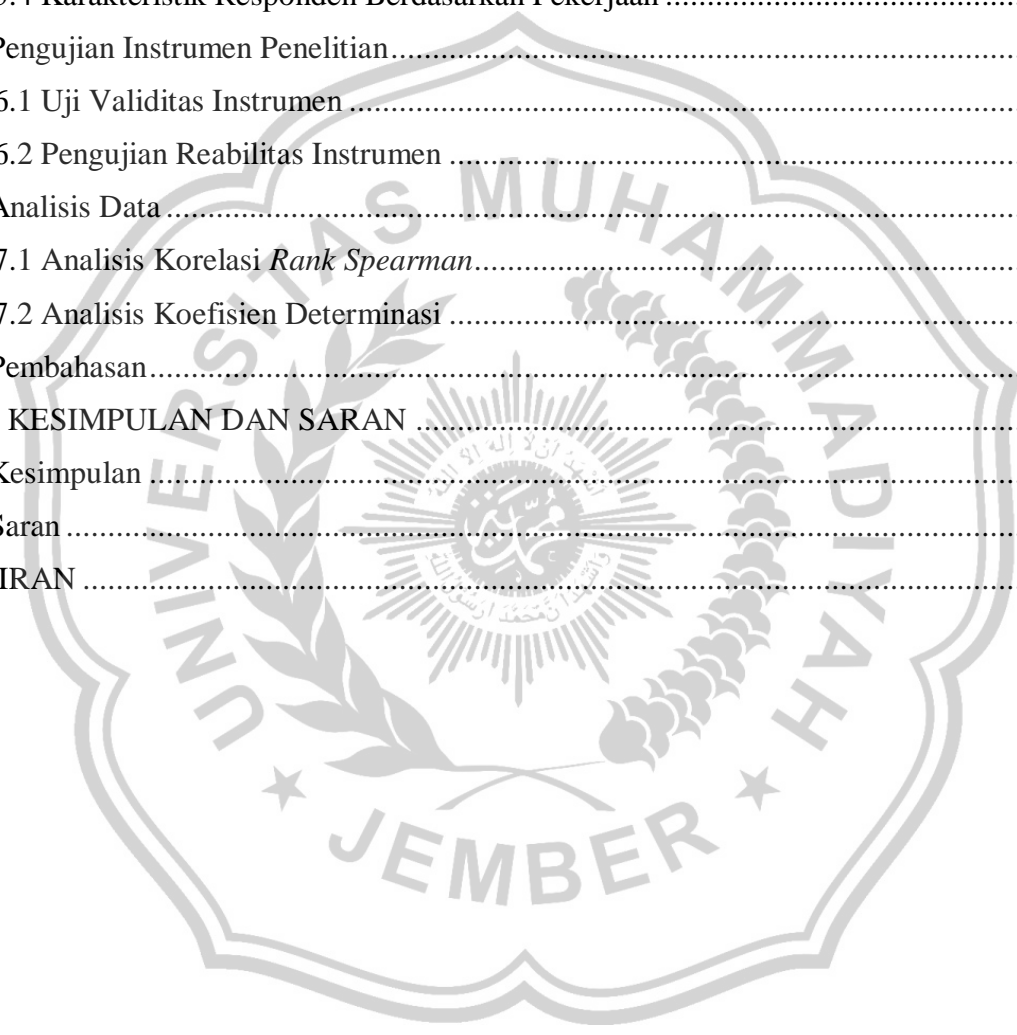 5.4 Karakteristik Responden Berdasarkan Pekerjaan ....................
Pengujian Instrumen Penelitian....................
6.1 Uji Validitas Instrumen ....................
6.2 Pengujian Reabilitas Instrumen ....................
Analisis Data....................
7.1 Analisis Korelasi Rank Spearman....................
7.2 Analisis Koefisien Determinasi ....................
Pembahasan....................
KESIMPULAN DAN SARAN ....................
Kesimpulan ....................
Saran ....................
IRAN ....................
UNIVERSITAS MUHAMMADIYAH
JEMBER